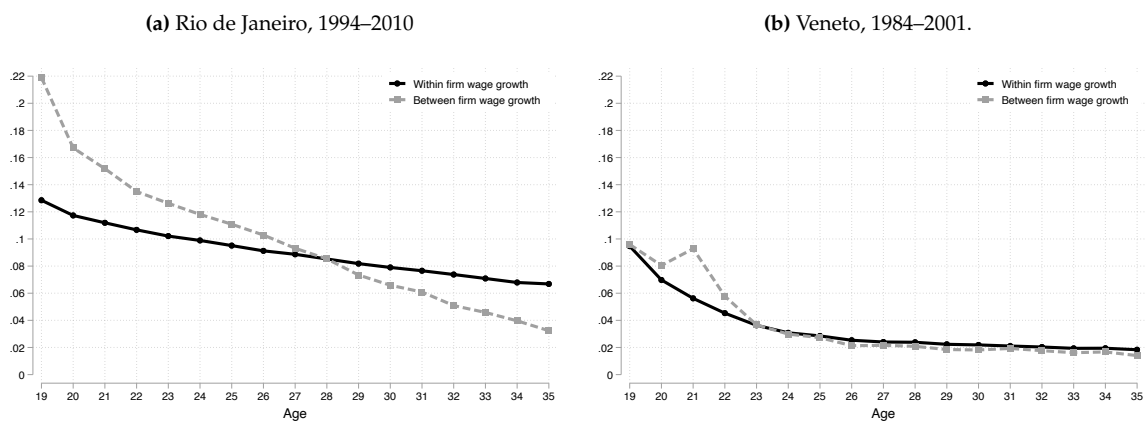 (a) Rio de Janeiro, 1994–2010
.22
.2
.18
.16
.14
.12
.1
.08
.06
.04
.02
0
Within firm wage growth
Between firm wage growth
19 20 21 22 23 24 25 26 27 28 29 30 31 32 33 34 35
Age
(b) Veneto, 1984–2001.
.22
.2
.18
.16
.14
.12
.1
.08
.06
.04
.02
0
Within firm wage growth
Between firm wage growth
19 20 21 22 23 24 25 26 27 28 29 30 31 32 33 34 35
Age